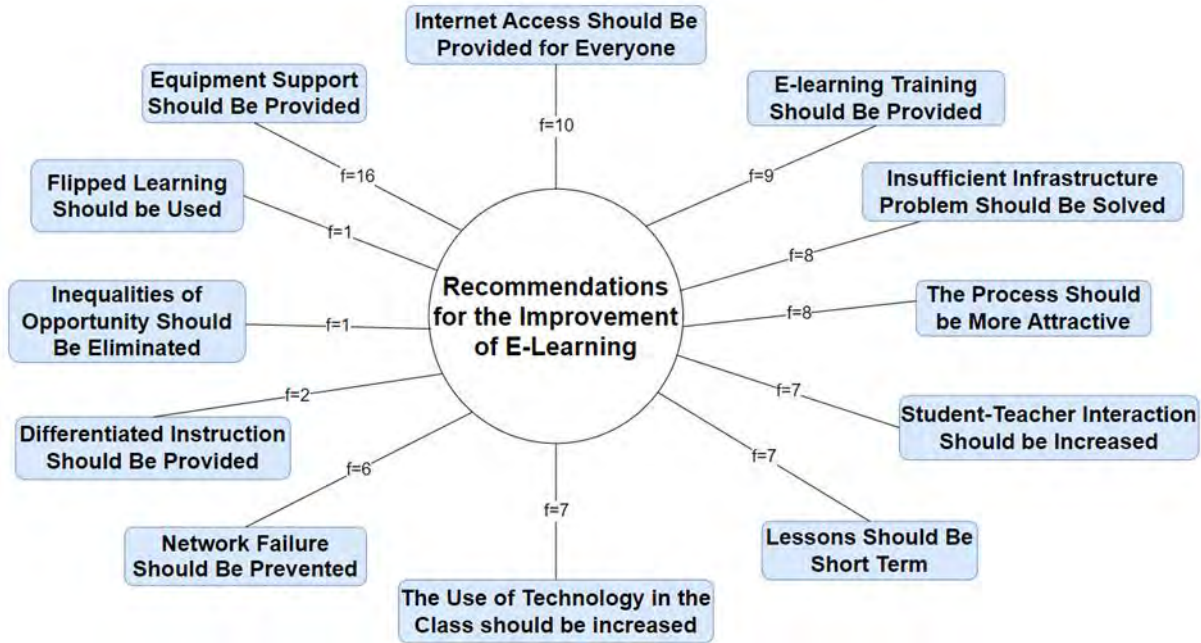 Internet Access Should Be
Provided for Everyone
f=10
Equipment Support
Should Be Provided
f=16
E-learning Training
Should Be Provided
f=9
Flipped Learning
Should be Used
f=1
Insufficient Infrastructure
Problem Should Be Solved
f=8
Recommendations
for the Improvement
of E-Learning
Inequalities of
Opportunity Should
Be Eliminated
f=1
The Process Should
be More Attractive
f=8
Differentiated Instruction
Should Be Provided
f=2
Student-Teacher Interaction
Should be Increased
f=7
Network Failure
Should Be Prevented
f=6
Lessons Should Be
Short Term
f=7
The Use of Technology in the
Class should be increased
f=7